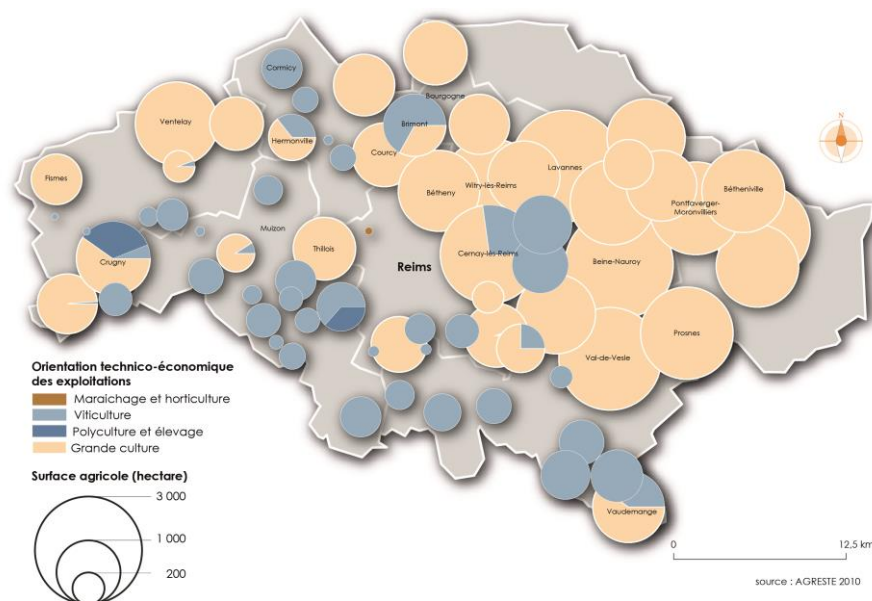 Cormicy
Bourgogne
Ventelay
Brimont
Hermonville
Courcy
Lavannes
Fismes
Bétheny
Witry-lès-Reims
Bétheniville
Pontfaverger-
Moronvilliers
Muizon
Thillois
Cernay-lès-Reims
Crugny
Reims
Beine-Nauroy
Prosnes
Val-de-Vesle
Vaudemange
N
Orientation technico-économique
des exploitations
Maraichage et horticulture
Viticulture
Polyculture et élevage
Grande culture
Surface agricole (hectare)
3 000
1 000
200
0 12,5 km
source : AGRESTE 2010